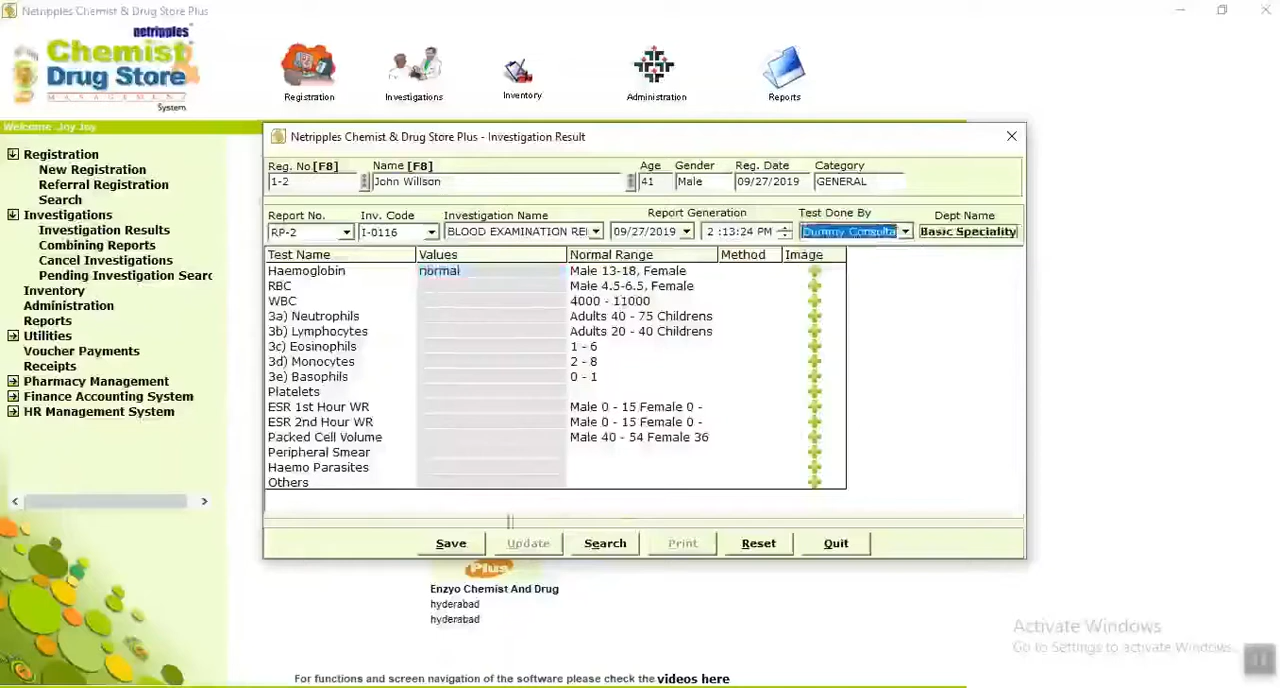 Netripples Chemist & Drug Store Plus
netripples
Chemist
Drug Store
MANAGEMENT
System
Registration
Investigations
Inventory
Administration
Reports
Welcome: Joy Joy
Registration
New Registration
Referral Registration
Search
Investigations
Investigation Results
Combining Reports
Cancel Investigations
Pending Investigation Searc
Inventory
Administration
Reports
Utilities
Voucher Payments
Receipts
Pharmacy Management
Finance Accounting System
HR Management System
Netripples Chemist & Drug Store Plus - Investigation Result
Reg. No [F8] Name [F8] Age Gender Reg. Date Category
1-2 John Willson 41 Male 09/27/2019 GENERAL
Report No. Inv. Code Investigation Name Report Generation Test Done By Dept Name
RP-2 I-0116 BLOOD EXAMINATION RE 09/27/2019 2 :13:24 PM Dummy Consulta Basic Speciality
Test Name Values Normal Range Method Image
Haemoglobin normal Male 13-18, Female
RBC Male 4.5-6.5, Female
WBC 4000 - 11000
3a) Neutrophils Adults 40 - 75 Childrens
3b) Lymphocytes Adults 20 - 40 Childrens
3c) Eosinophils 1 - 6
3d) Monocytes 2 - 8
3e) Basophils 0 - 1
Platelets
ESR 1st Hour WR Male 0 - 15 Female 0 -
ESR 2nd Hour WR Male 0 - 15 Female 0 -
Packed Cell Volume Male 40 - 54 Female 36
Peripheral Smear
Haemo Parasites
Others
Save Update Search Print Reset Quit
Plus
Enzyo Chemist And Drug
hyderabad
hyderabad
Activate Windows
Go to Settings to activate Windows.
For functions and screen navigation of the software please check the videos here